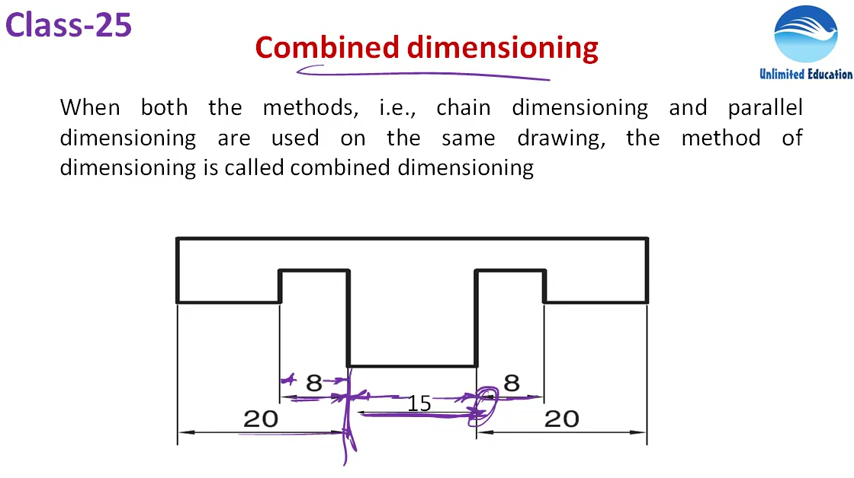 Class-25
Combined dimensioning
Unlimited Education
When both the methods, i.e., chain dimensioning and parallel
dimensioning are used on the same drawing, the method of
dimensioning is called combined dimensioning
8 15 8
20 20